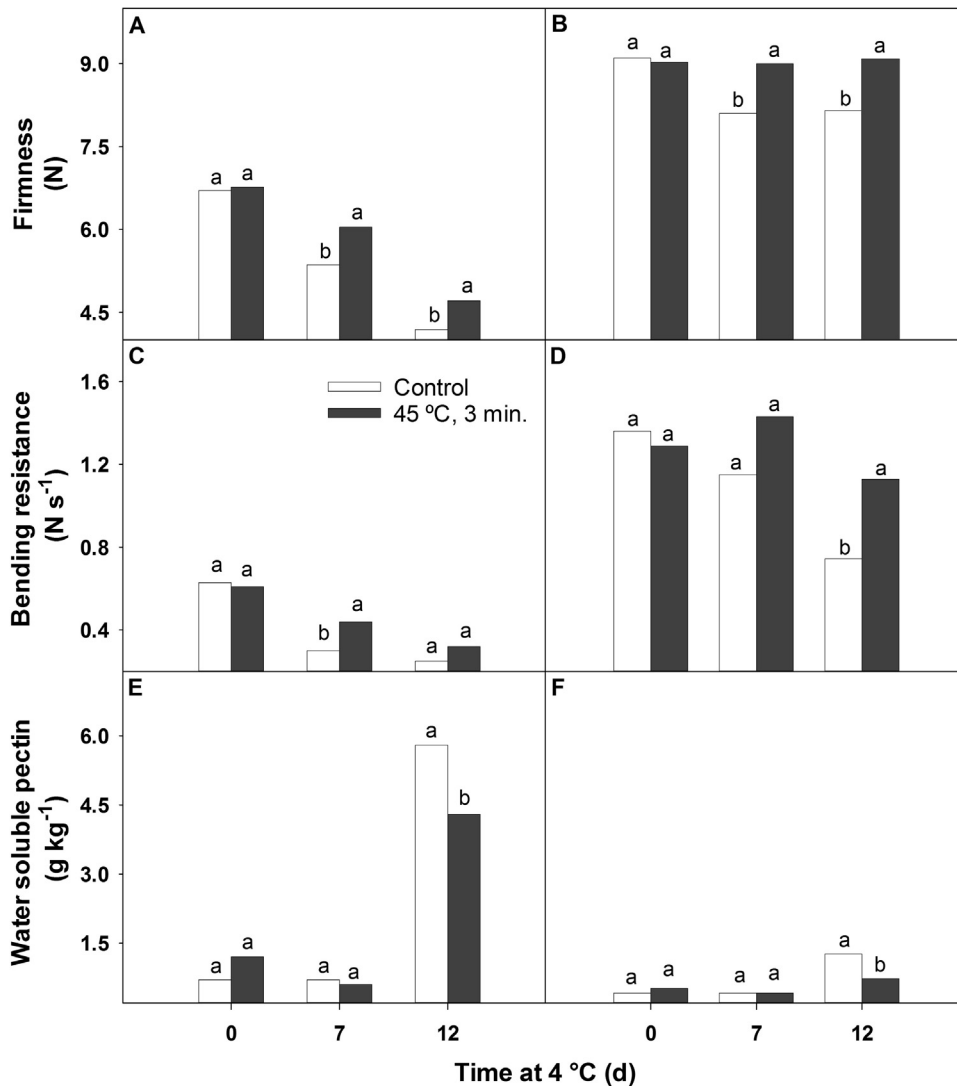 A
a
a
b
a
b
a
B
a
a
b
a
b
a
9.0
7.5
6.0
4.5
Firmness
(N)
C
Control
45 ºC, 3 min.
a
a
b
a
a
a
D
a
a
a
a
b
a
1.6
1.2
0.8
0.4
Bending resistance
(N s⁻¹)
E
a
a
a
a
a
b
F
a
a
a
a
a
b
6.0
4.5
3.0
1.5
Water soluble pectin
(g kg⁻¹)
0
7
12
0
7
12
Time at 4 °C (d)